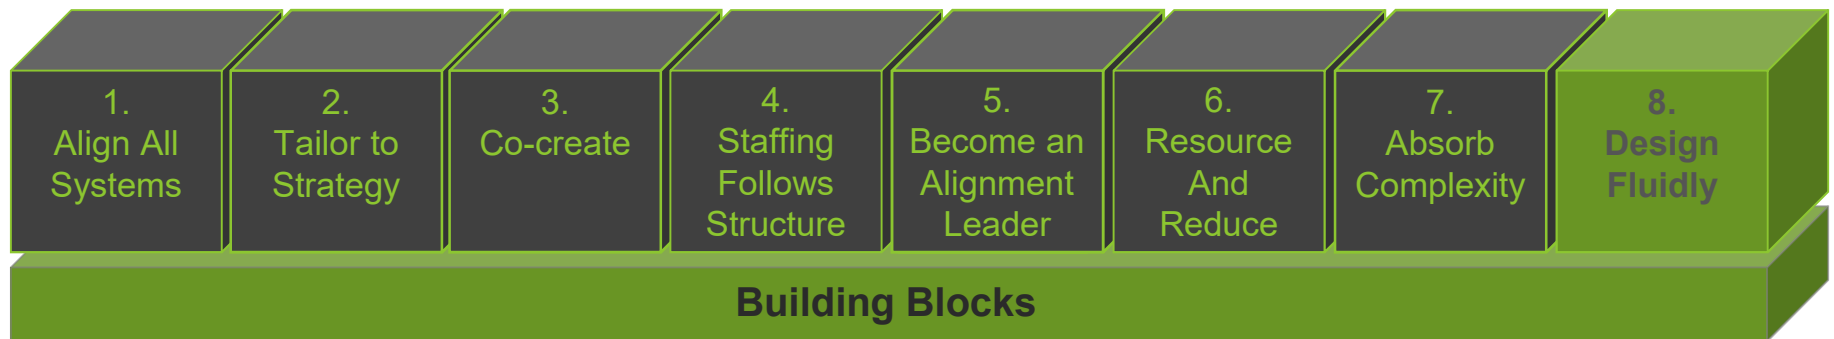 1.
Align All
Systems
2.
Tailor to
Strategy
3.
Co-create
4.
Staffing
Follows
Structure
5.
Become an
Alignment
Leader
6.
Resource
And
Reduce
7.
Absorb
Complexity
8.
Design
Fluidly
Building Blocks